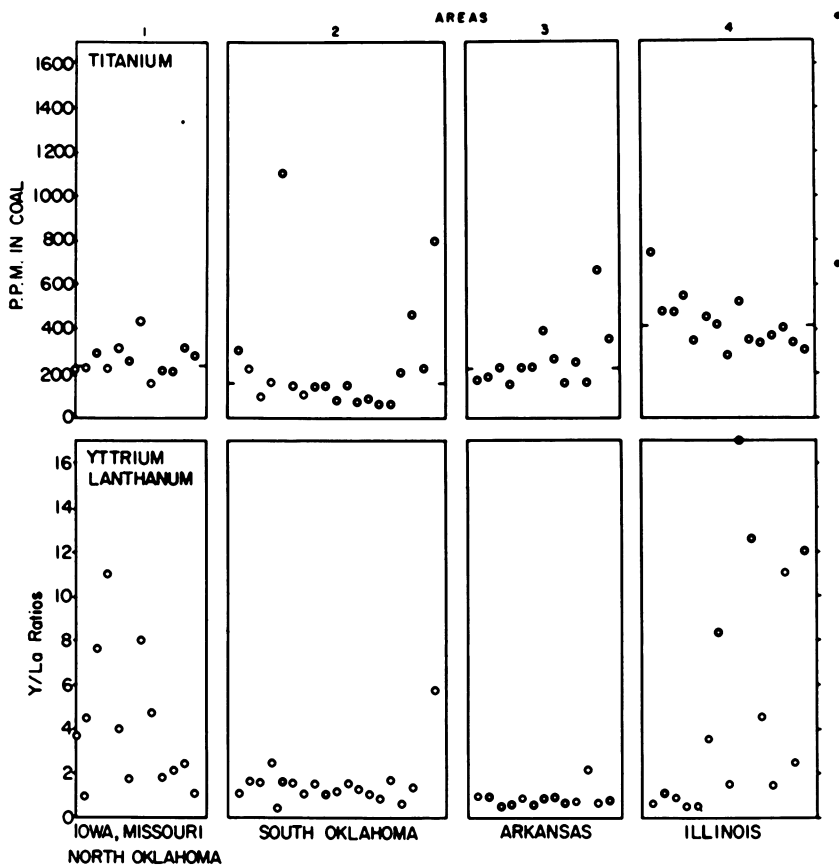 AREAS
1 2 3 4
TITANIUM
P.P.M. IN COAL
1600
1400
1200
1000
800
600
400
200
0
YTTRIUM
LANTHANUM
Y/La Ratios
16
14
12
10
8
6
4
2
0
IOWA, MISSOURI
NORTH OKLAHOMA
SOUTH OKLAHOMA
ARKANSAS
ILLINOIS